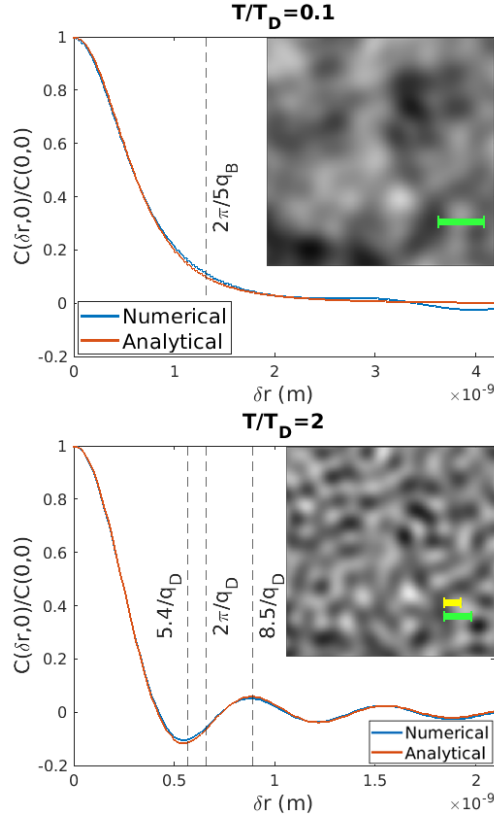 T/T_D=0.1
C(δr,0)/C(0,0)
1
0.8
0.6
0.4
0.2
0
-0.2
2π/5q_B
Numerical
Analytical
0 1 2 3 4
×10⁻⁹
δr (m)
T/T_D=2
C(δr,0)/C(0,0)
1
0.8
0.6
0.4
0.2
0
-0.2
5.4/q_D
2π/q_D
8.5/q_D
Numerical
Analytical
0 0.5 1 1.5 2
×10⁻⁹
δr (m)